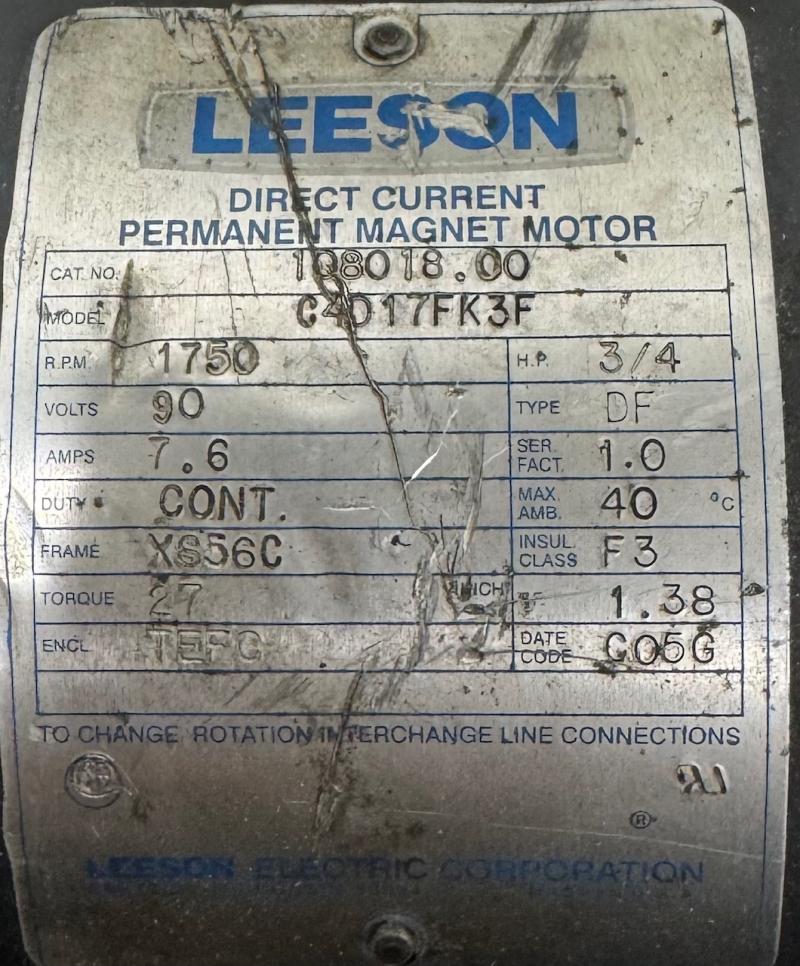 LEESON
DIRECT CURRENT
PERMANENT MAGNET MOTOR
CAT. NO. 108018.00
MODEL C4D17FK3F
R.P.M. 1750 H.P. 3/4
VOLTS 90 TYPE DF
AMPS 7.6 SER. FACT. 1.0
DUTY CONT. MAX. AMB. 40 °C
FRAME XS56C INSUL. CLASS F3
TORQUE 27 INCH 1.38
ENCL TEFC DATE CODE G05G
TO CHANGE ROTATION INTERCHANGE LINE CONNECTIONS
®
LEESON ELECTRIC CORPORATION